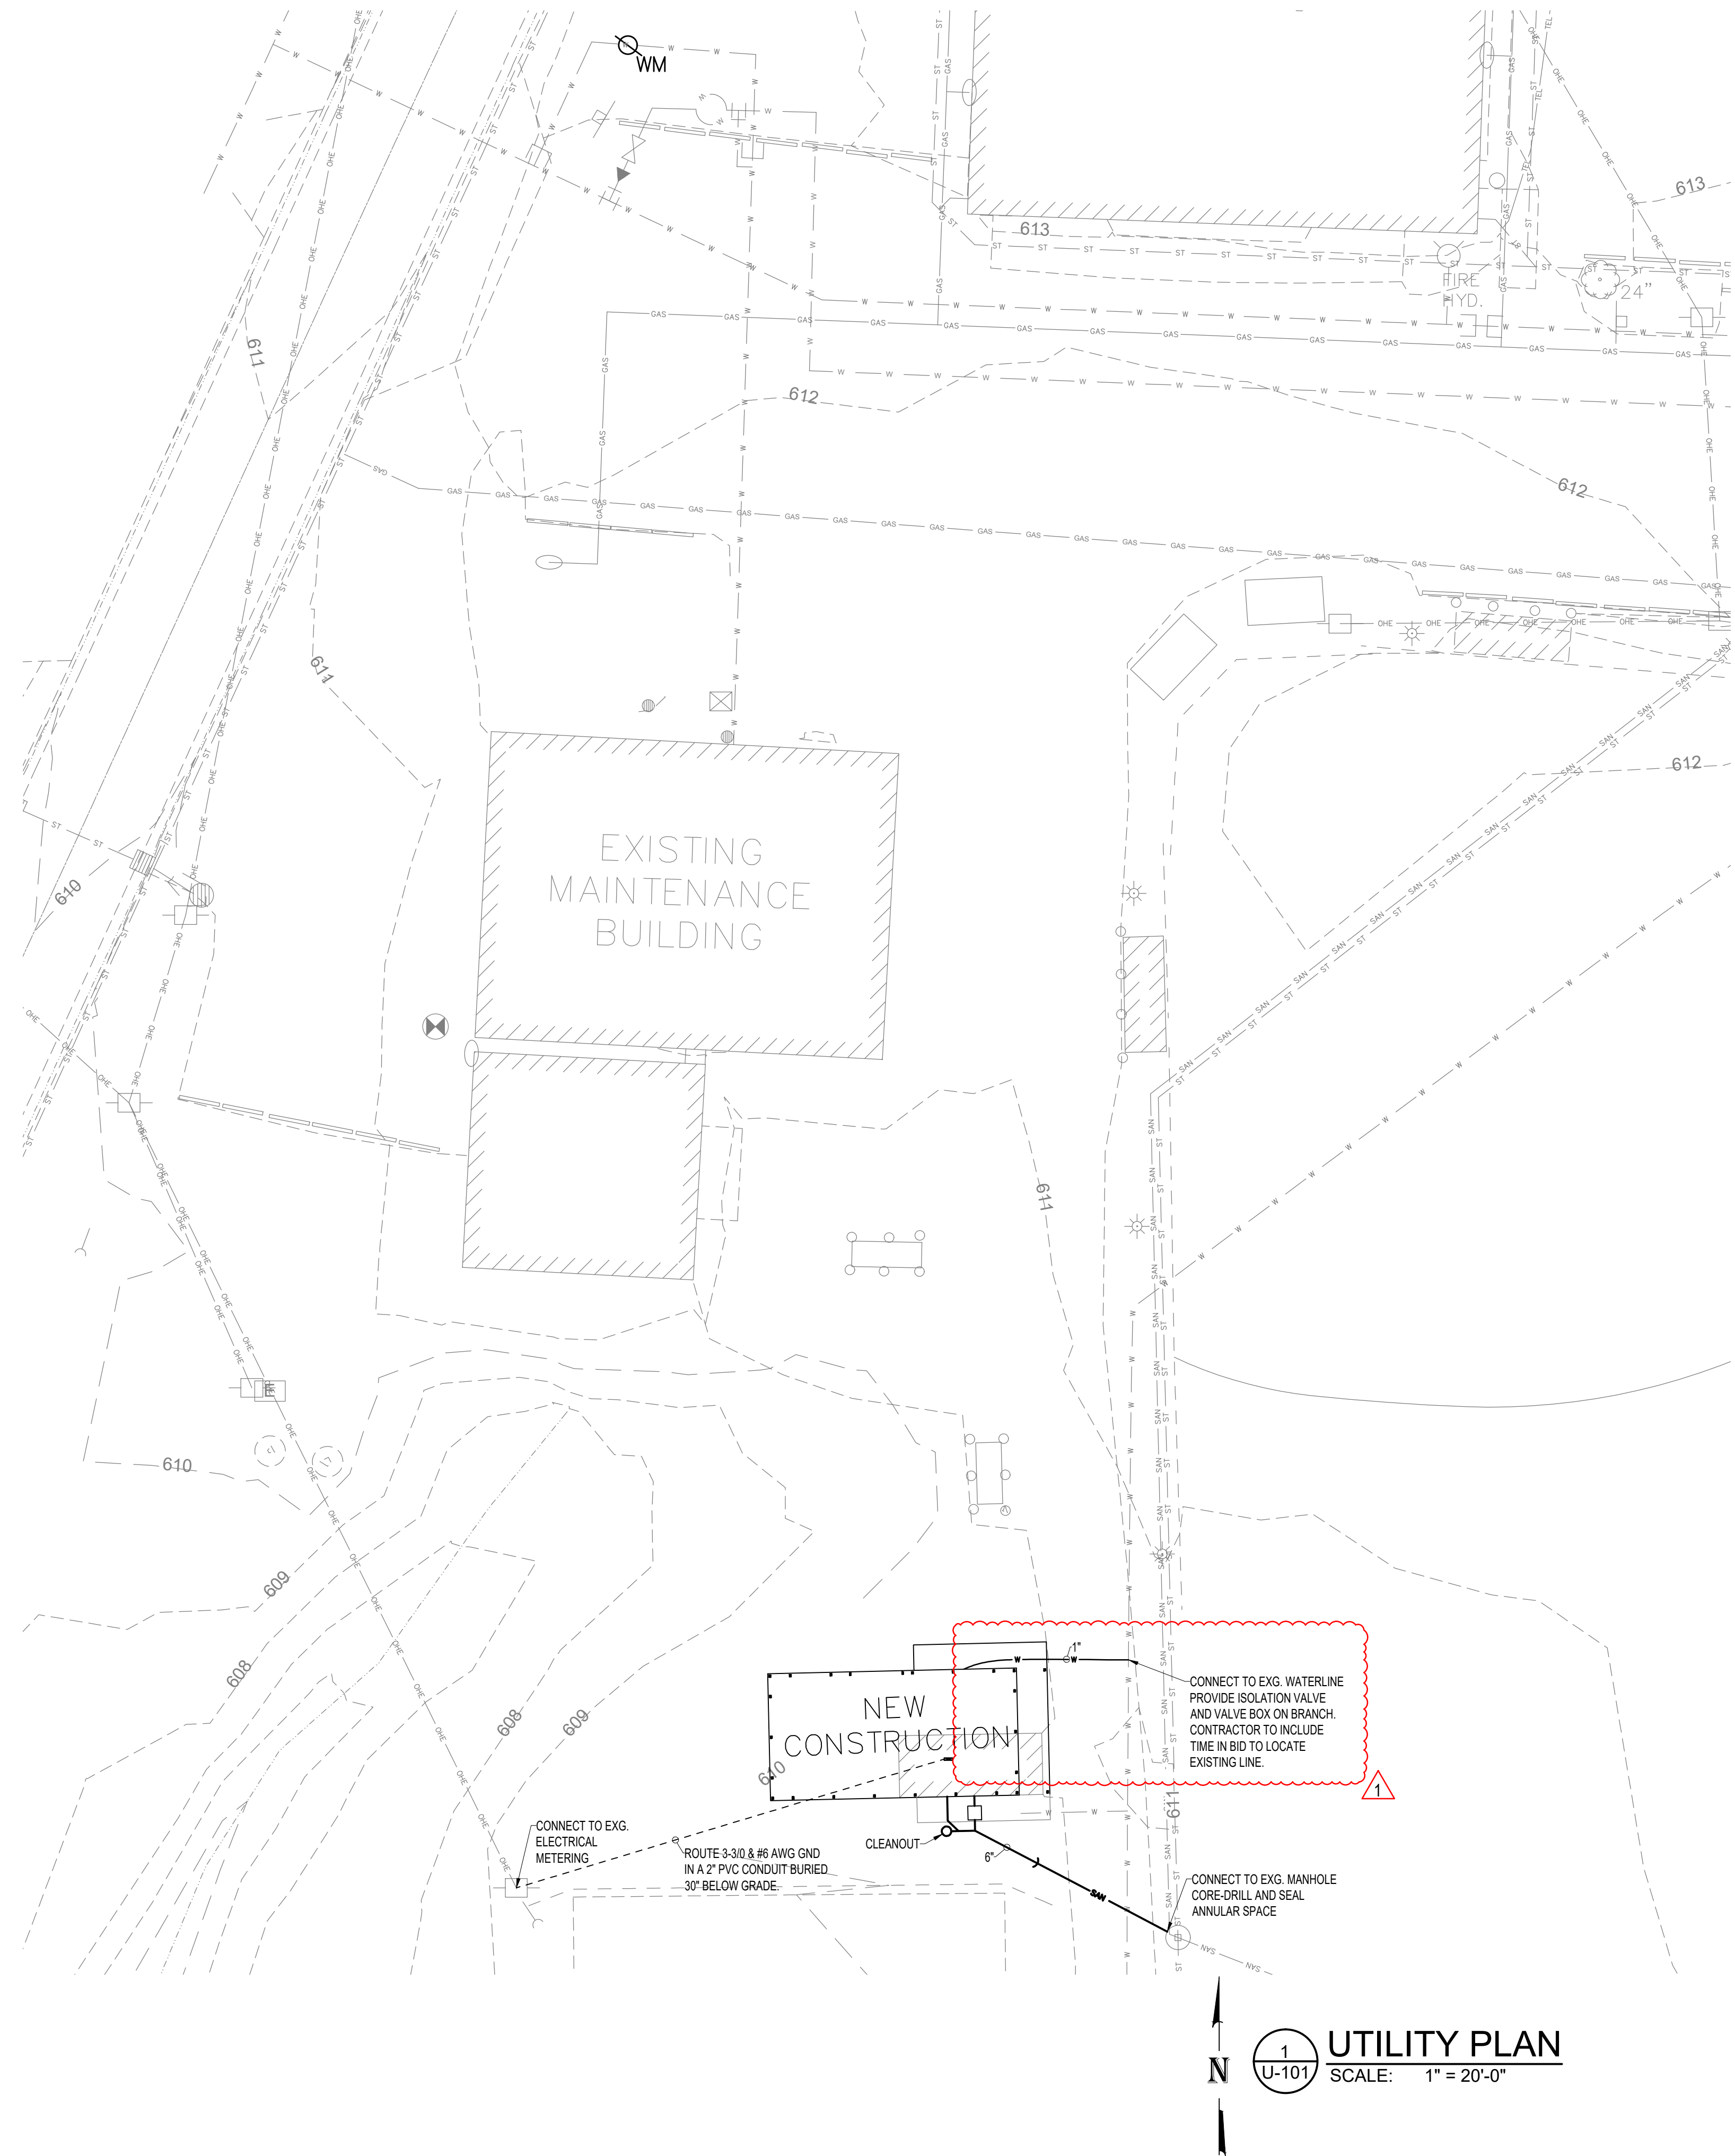 WM
613
613
FIRE
HYD.
24"
611
612
612
611
612
EXISTING
MAINTENANCE
BUILDING
610
611
610
609
608
608
609
1"
W
W
CONNECT TO EXG. WATERLINE
PROVIDE ISOLATION VALVE
AND VALVE BOX ON BRANCH.
CONTRACTOR TO INCLUDE
TIME IN BID TO LOCATE
EXISTING LINE.
1
NEW
CONSTRUCTION
610
611
CONNECT TO EXG.
ELECTRICAL
METERING
ROUTE 3-3/0 & #6 AWG GND
IN A 2" PVC CONDUIT BURIED
30" BELOW GRADE.
CLEANOUT
6"
SAN
CONNECT TO EXG. MANHOLE
CORE-DRILL AND SEAL
ANNULAR SPACE
N
1
U-101
UTILITY PLAN
SCALE: 1" = 20'-0"